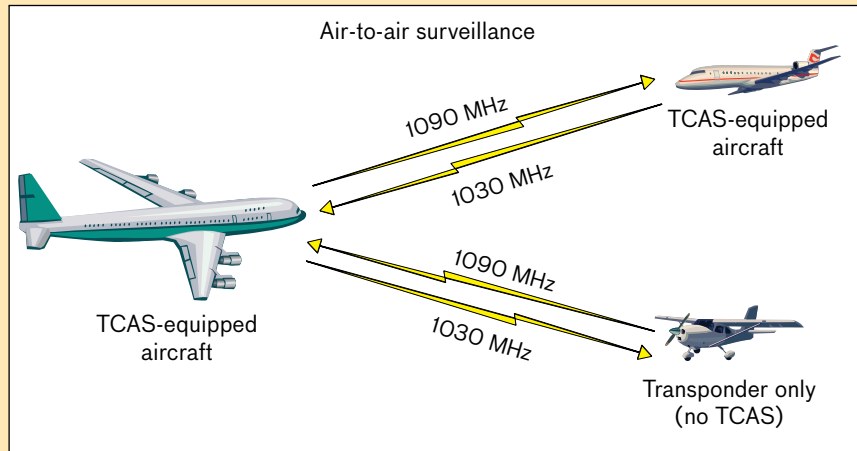 Air-to-air surveillance
1090 MHz
TCAS-equipped
aircraft
1030 MHz
1090 MHz
TCAS-equipped
aircraft
1030 MHz
Transponder only
(no TCAS)